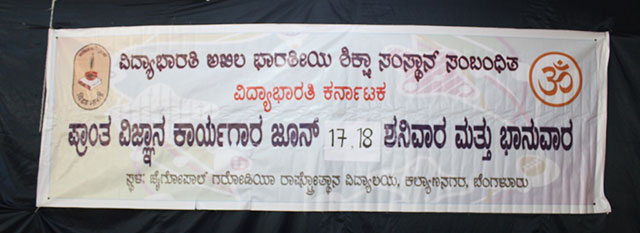 ವಿದ್ಯಾಭಾರತಿ ಅಖಿಲ ಭಾರತೀಯ ಶಿಕ್ಷಾ ಸಂಸ್ಥಾನ್ ಸಂಬಂಧಿತ
ವಿದ್ಯಾಭಾರತಿ ಕರ್ನಾಟಕ
ಪ್ರಾಂತ ವಿಜ್ಞಾನ ಕಾರ್ಯಗಾರ ಜೂನ್ 17,18 ಶನಿವಾರ ಮತ್ತು ಭಾನುವಾರ
ಸ್ಥಳ: ಜೈಗೋಪಾಲ್ ಗರೋಡಿಯಾ ರಾಷ್ಟ್ರೋತ್ಥಾನ ವಿದ್ಯಾಲಯ, ಕಲ್ಯಾಣನಗರ, ಬೆಂಗಳೂರು
ॐ